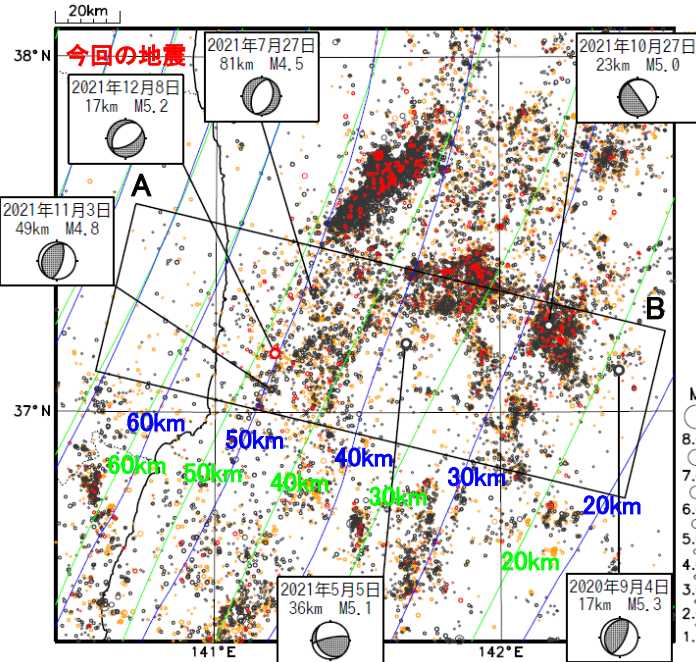 20km
38°N
今回の地震
2021年7月27日
81km M4.5
2021年10月27日
23km M5.0
2021年12月8日
17km M5.2
A
2021年11月3日
49km M4.8
B
37°N
60km
50km
40km
30km
20km
60km
50km
40km
30km
20km
M
8.
7.
6.
5.
4.
3.
2.
1.
2021年5月5日
36km M5.1
2020年9月4日
17km M5.3
141°E
142°E